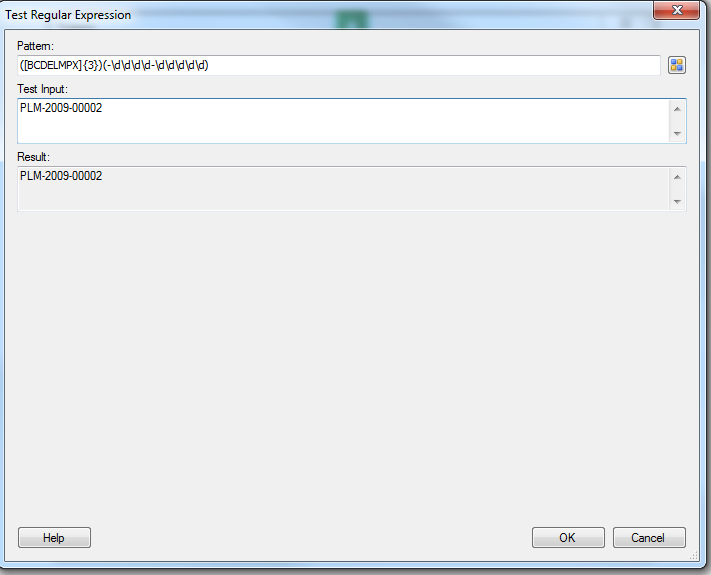 Test Regular Expression
Pattern:
([BCDELMPX]{3})(-\d\d\d\d-\d\d\d\d\d)
Test Input:
PLM-2009-00002
Result:
PLM-2009-00002
Help
OK
Cancel